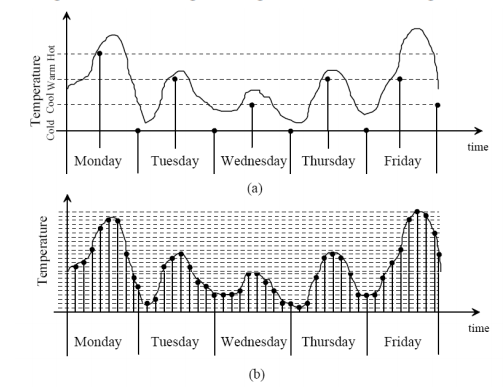 Temperature
Cold Cool Warm Hot
Monday Tuesday Wednesday Thursday Friday
time
(a)
Temperature
Monday Tuesday Wednesday Thursday Friday
time
(b)